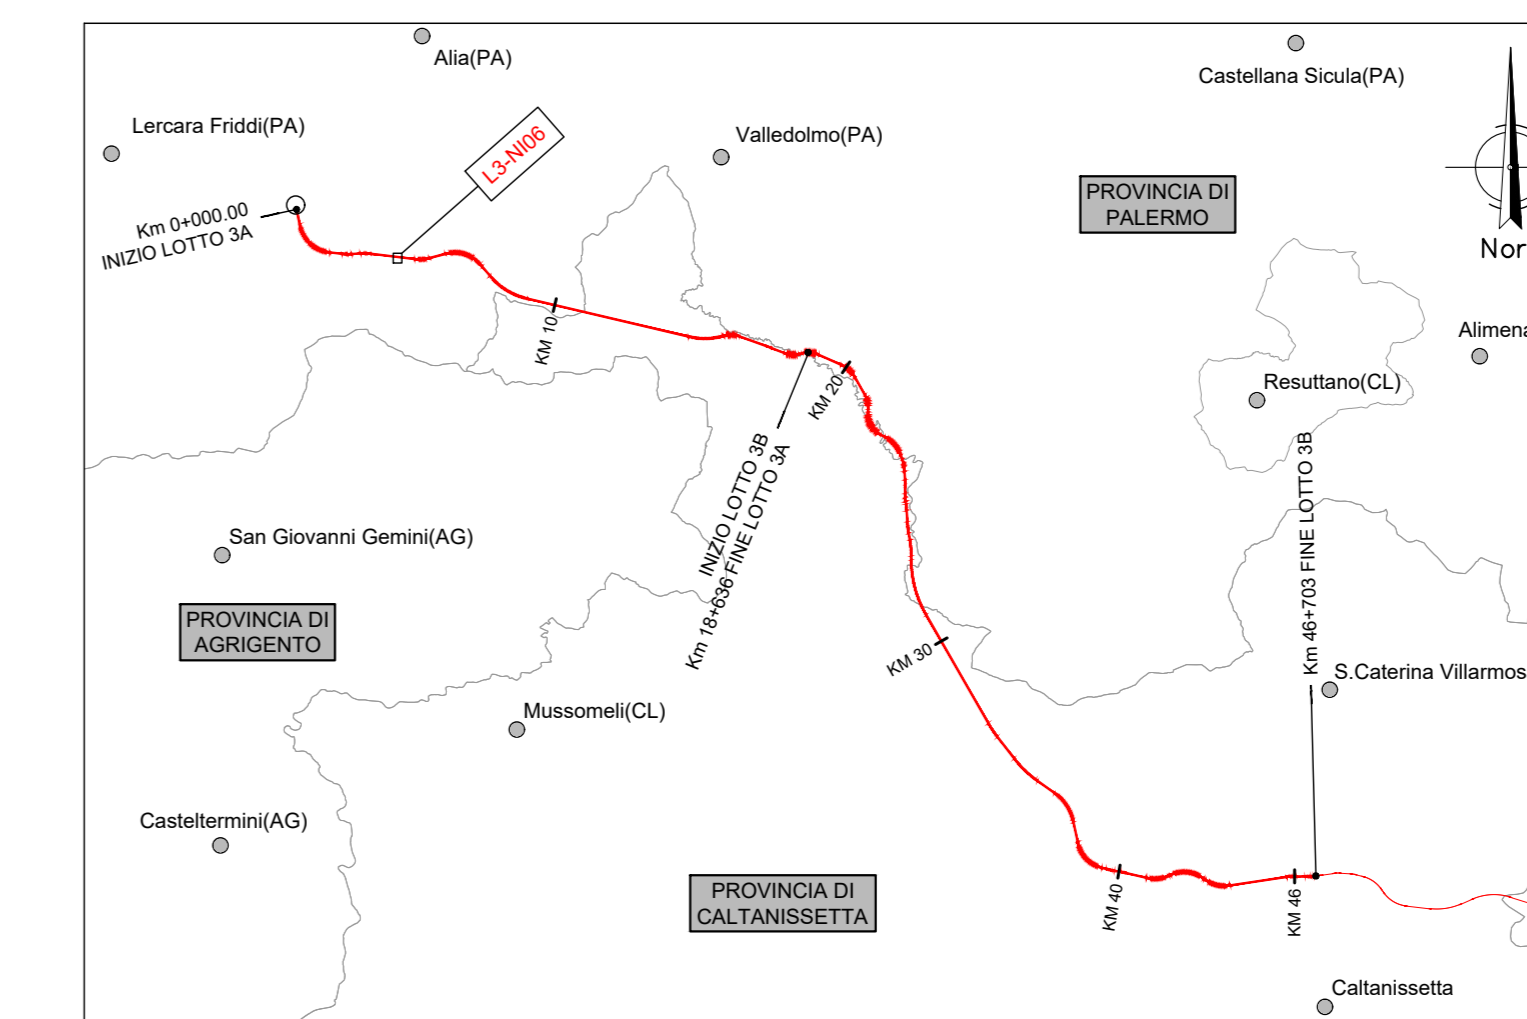 Alia(PA)
Castellana Sicula(PA)
Lercara Friddi(PA)
L3-NI06
Valledolmo(PA)
PROVINCIA DI
PALERMO
Km 0+000.00
INIZIO LOTTO 3A
Nor
KM 10
Alimena
KM 20
Resuttano(CL)
INIZIO LOTTO 3B
Km 18+636 FINE LOTTO 3A
Km 46+703 FINE LOTTO 3B
San Giovanni Gemini(AG)
PROVINCIA DI
AGRIGENTO
KM 30
S.Caterina Villarmos
Mussomeli(CL)
Casteltermini(AG)
PROVINCIA DI
CALTANISSETTA
KM 40
KM 46
Caltanissetta